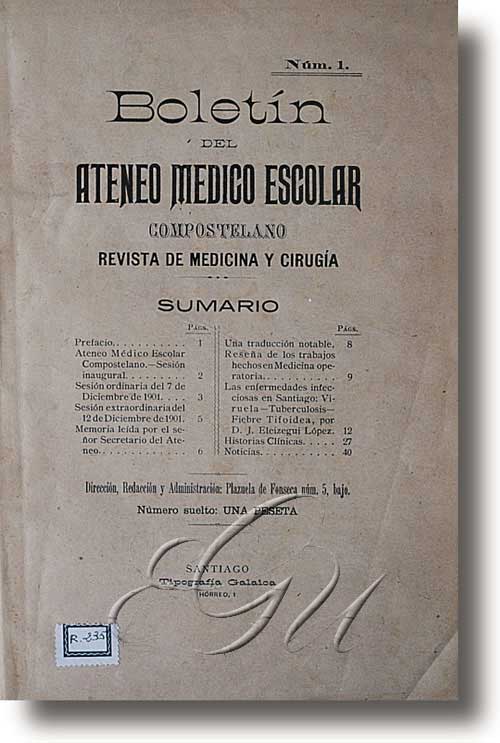 Núm. 1.
Boletín
DEL
ATENEO MEDICO ESCOLAR
COMPOSTELANO
REVISTA DE MEDICINA Y CIRUGÍA
SUMARIO
PÁGS.
Prefacio. . . . . . . . . . . 1
Ateneo Médico Escolar
Compostelano.—Sesión
inaugural. . . . . . . . . . 2
Sesión ordinaria del 7 de
Diciembre de 1901. . . . 3
Sesión extraordinaria del
12 de Diciembre de 1901. 5
Memoria leída por el se-
ñor Secretario del Ate-
neo. . . . . . . . . . . . . 6
PÁGS.
Una traducción notable. 8
Reseña de los trabajos
hechos en Medicina ope-
ratoria. . . . . . . . . . . 9
Las enfermedades infec-
ciosas en Santiago: Vi-
ruela—Tuberculosis—
Fiebre Tifoidea, por
D. J. Eleizegui López. 12
Historias Clínicas. . . . . 27
Noticias. . . . . . . . . . . 40
Dirección, Redacción y Administración: Plazuela de Fonseca núm. 5, bajo.
Número suelto: UNA PESETA
SANTIAGO
Tipografía Galaica
HÓRREO, 1
R.-235